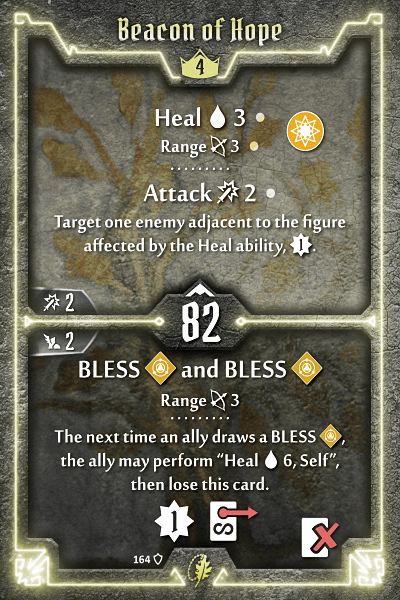 Beacon of Hope
4
Heal 3
Range 3
Attack 2
Target one enemy adjacent to the figure
affected by the Heal ability, 1.
2
82
2
BLESS and BLESS
Range 3
The next time an ally draws a BLESS ,
the ally may perform “Heal 6, Self”,
then lose this card.
1
S
164